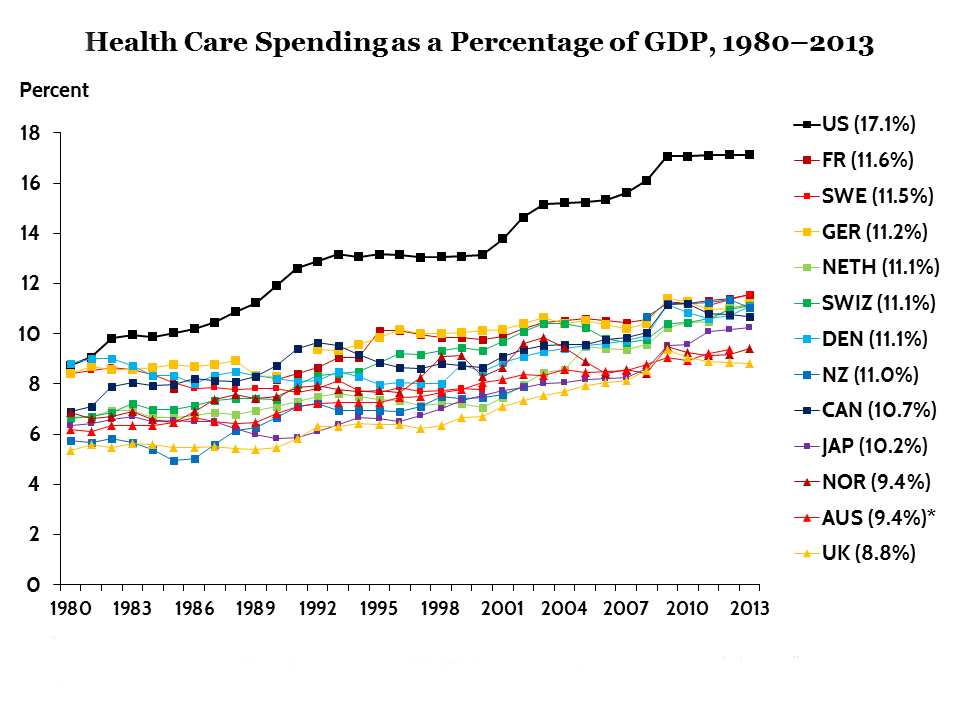 Health Care Spending as a Percentage of GDP, 1980–2013
Percent
18
16
14
12
10
8
6
4
2
0
1980 1983 1986 1989 1992 1995 1998 2001 2004 2007 2010 2013
US (17.1%)
FR (11.6%)
SWE (11.5%)
GER (11.2%)
NETH (11.1%)
SWIZ (11.1%)
DEN (11.1%)
NZ (11.0%)
CAN (10.7%)
JAP (10.2%)
NOR (9.4%)
AUS (9.4%)*
UK (8.8%)